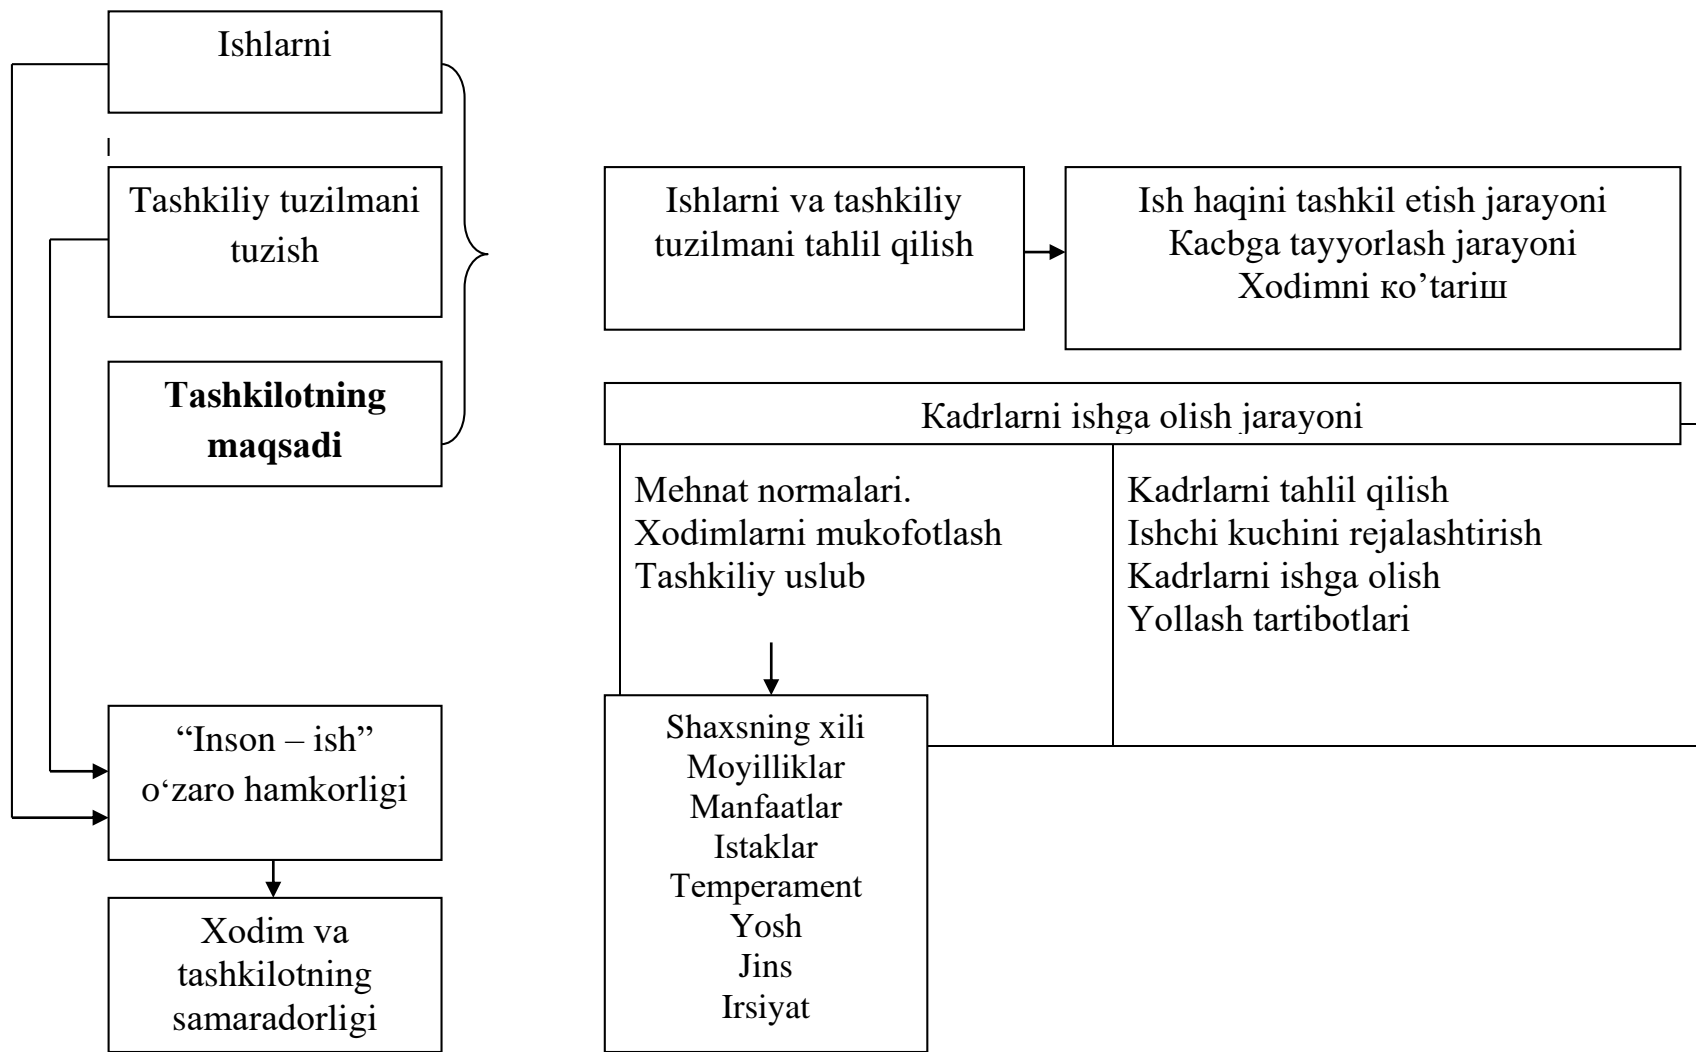 Ishlarni
Tashkiliy tuzilmani
tuzish
Tashkilotning
maqsadi
Ishlarni va tashkiliy
tuzilmani tahlil qilish
Ish haqini tashkil etish jarayoni
Kacbga tayyorlash jarayoni
Xodimni кo’tariш
Kadrlarni ishga olish jarayoni
Mehnat normalari.
Xodimlarni mukofotlash
Tashkiliy uslub
Kadrlarni tahlil qilish
Ishchi kuchini rejalashtirish
Kadrlarni ishga olish
Yollash tartibotlari
“Inson – ish”
o‘zaro hamkorligi
Xodim va
tashkilotning
samaradorligi
Shaxsning xili
Moyilliklar
Manfaatlar
Istaklar
Temperament
Yosh
Jins
Irsiyat